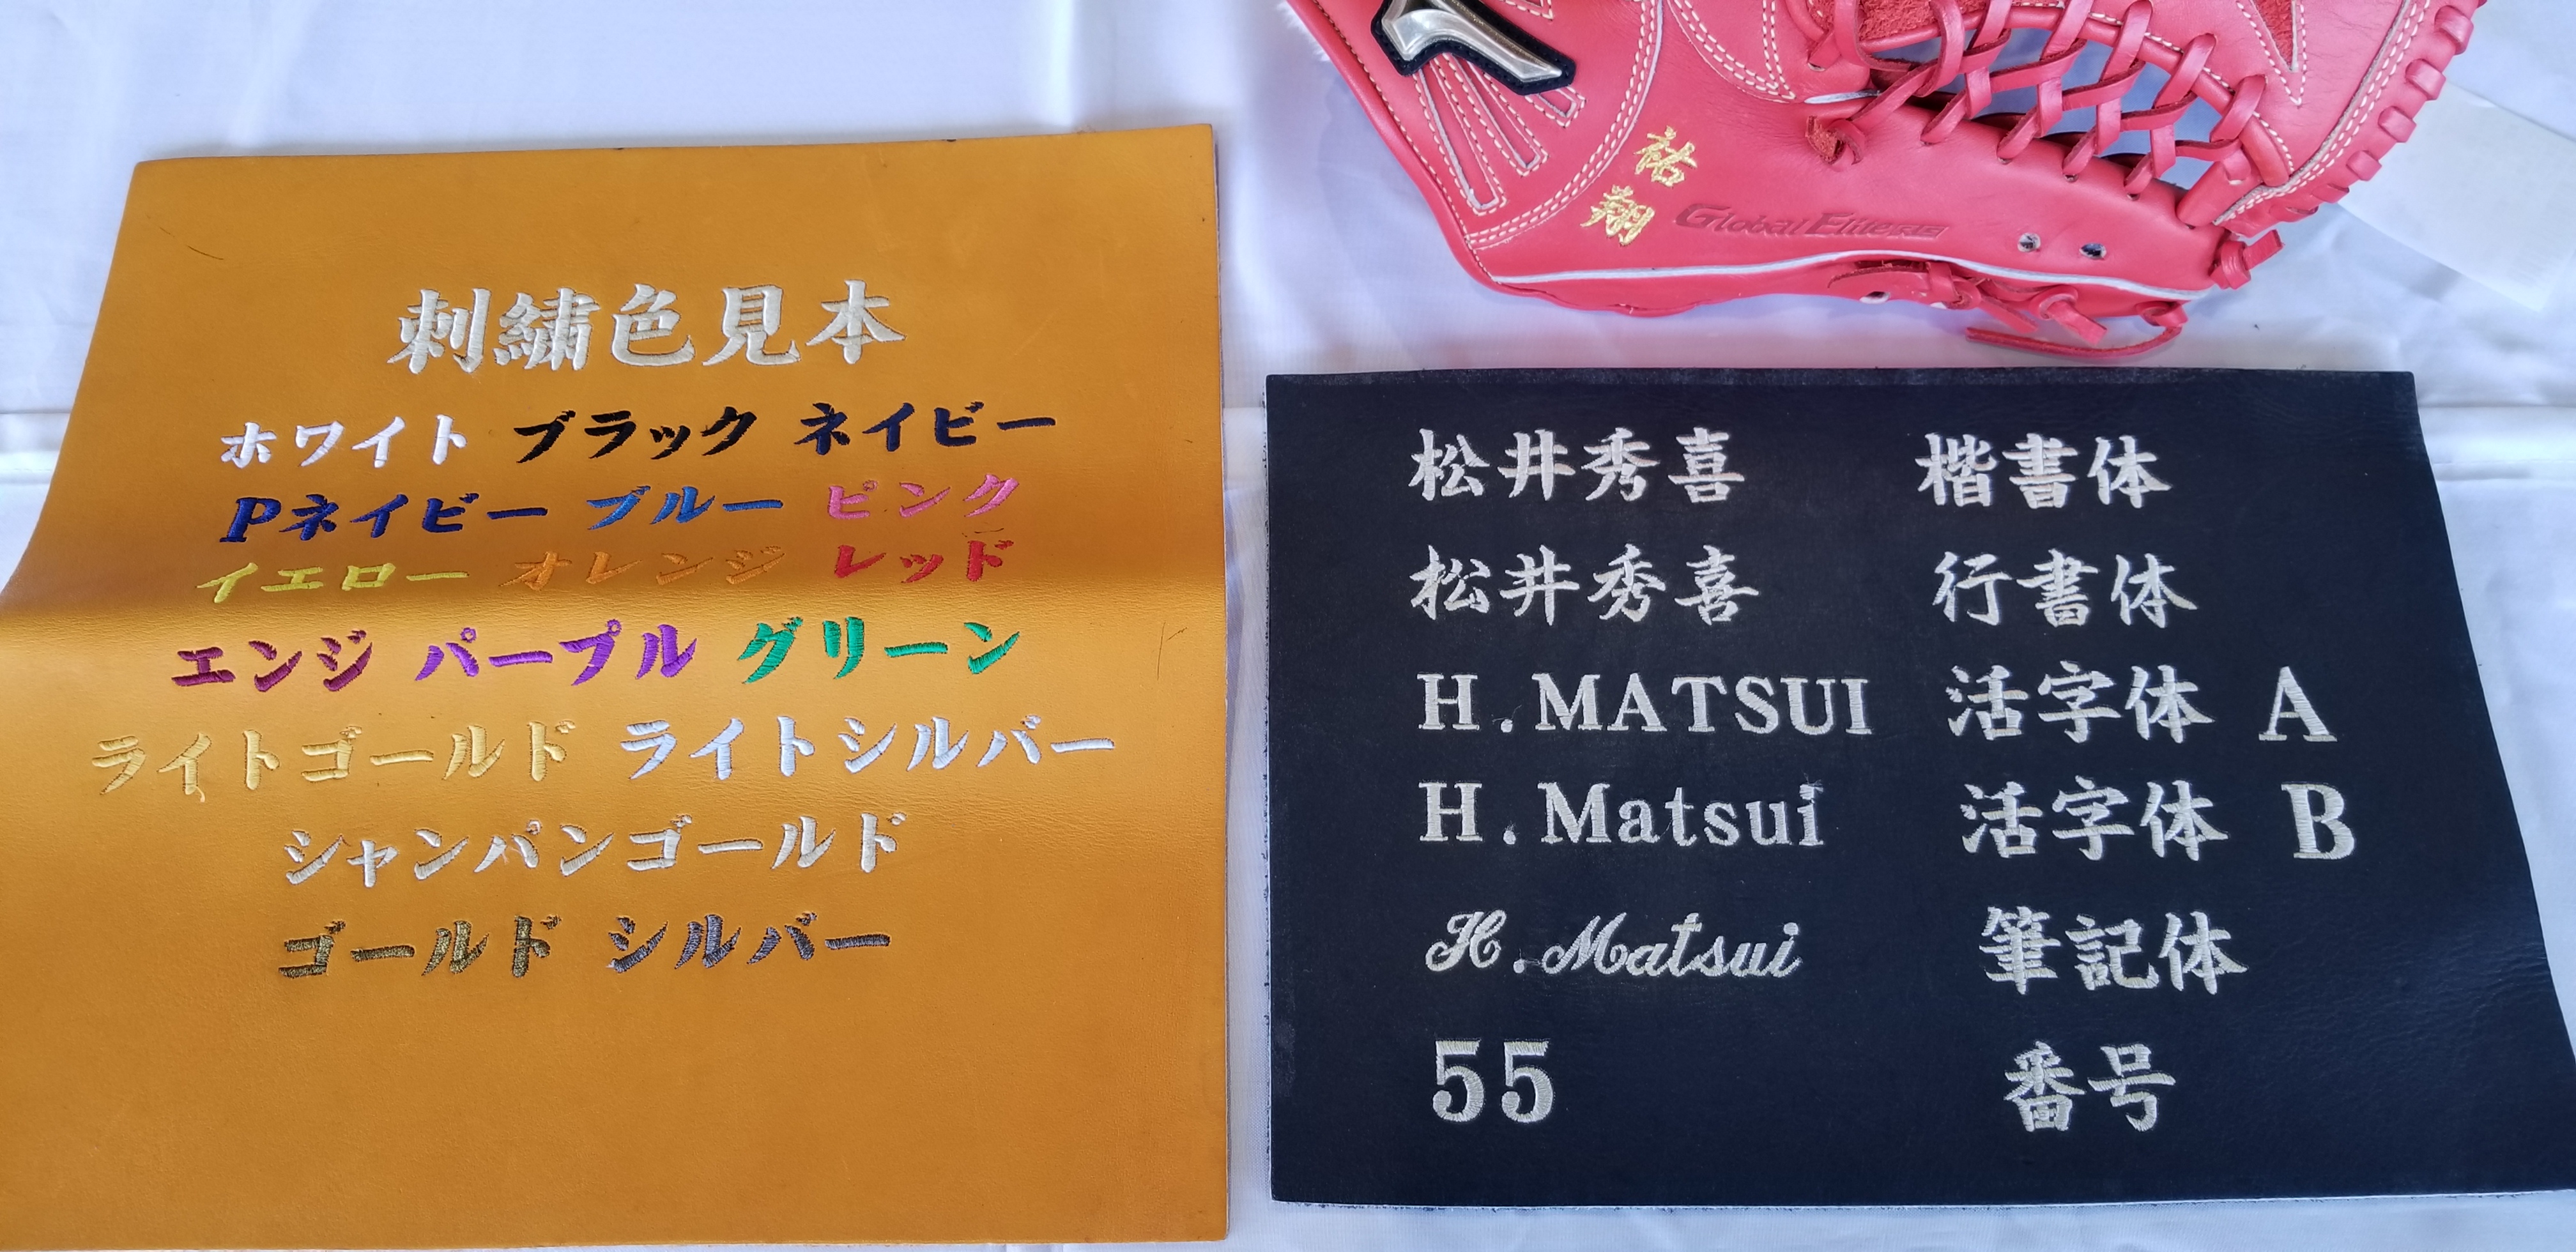 刺繍色見本
ホワイト ブラック ネイビー
Pネイビー ブルー ピンク
イエロー オレンジ レッド
エンジ パープル グリーン
ライトゴールド ライトシルバー
シャンパンゴールド
ゴールド シルバー
祐翔
Global Elite RG
松井秀喜 楷書体
松井秀喜 行書体
H.MATSUI 活字体 A
H.Matsui 活字体 B
H.Matsui 筆記体
55 番号